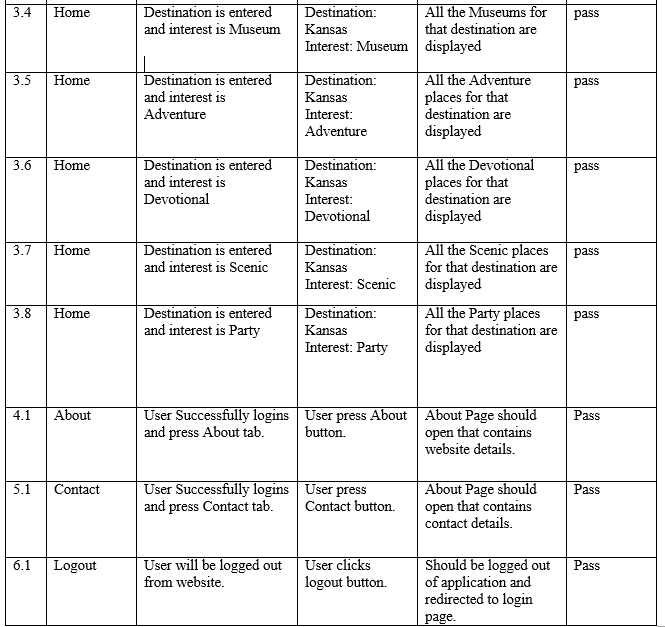 3.4 Home Destination is entered Destination: All the Museums for pass
and interest is Museum Kansas that destination are
Interest: Museum displayed
3.5 Home Destination is entered Destination: All the Adventure pass
and interest is Kansas places for that
Adventure Interest: destination are
Adventure displayed
3.6 Home Destination is entered Destination: All the Devotional pass
and interest is Kansas places for that
Devotional Interest: destination are
Devotional displayed
3.7 Home Destination is entered Destination: All the Scenic places pass
and interest is Scenic Kansas for that destination are
Interest: Scenic displayed
3.8 Home Destination is entered Destination: All the Party places pass
and interest is Party Kansas for that destination are
Interest: Party displayed
4.1 About User Successfully logins User press About About Page should Pass
and press About tab. button. open that contains
website details.
5.1 Contact User Successfully logins User press About Page should Pass
and press Contact tab. Contact button. open that contains
contact details.
6.1 Logout User will be logged out User clicks Should be logged out Pass
from website. logout button. of application and
redirected to login
page.